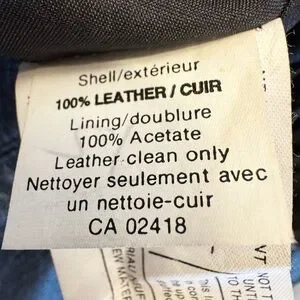 Shell/extérieur
100% LEATHER / CUIR
Lining/doublure
100% Acetate
Leather clean only
Nettoyer seulement avec
un nettoie-cuir
CA 02418